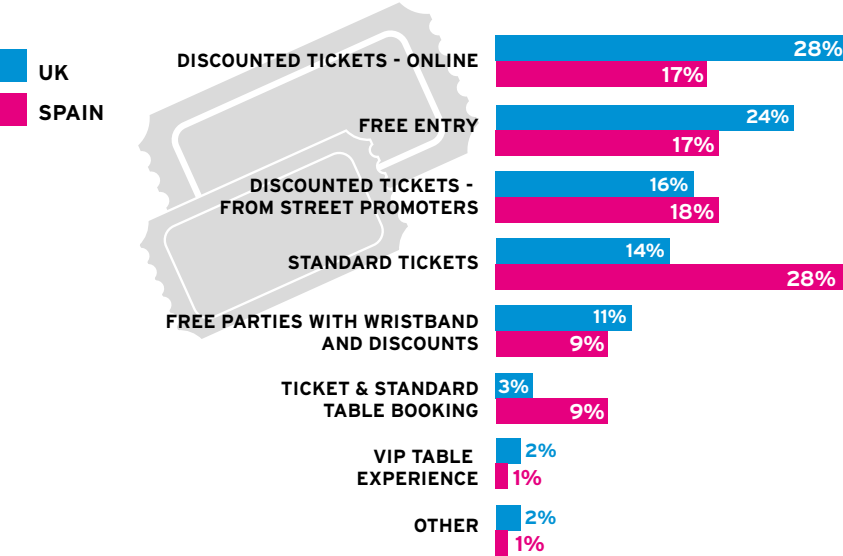 UK
SPAIN
DISCOUNTED TICKETS - ONLINE
28%
17%
FREE ENTRY
24%
17%
DISCOUNTED TICKETS -
FROM STREET PROMOTERS
16%
18%
STANDARD TICKETS
14%
28%
FREE PARTIES WITH WRISTBAND
AND DISCOUNTS
11%
9%
TICKET & STANDARD
TABLE BOOKING
3%
9%
VIP TABLE
EXPERIENCE
2%
1%
OTHER
2%
1%